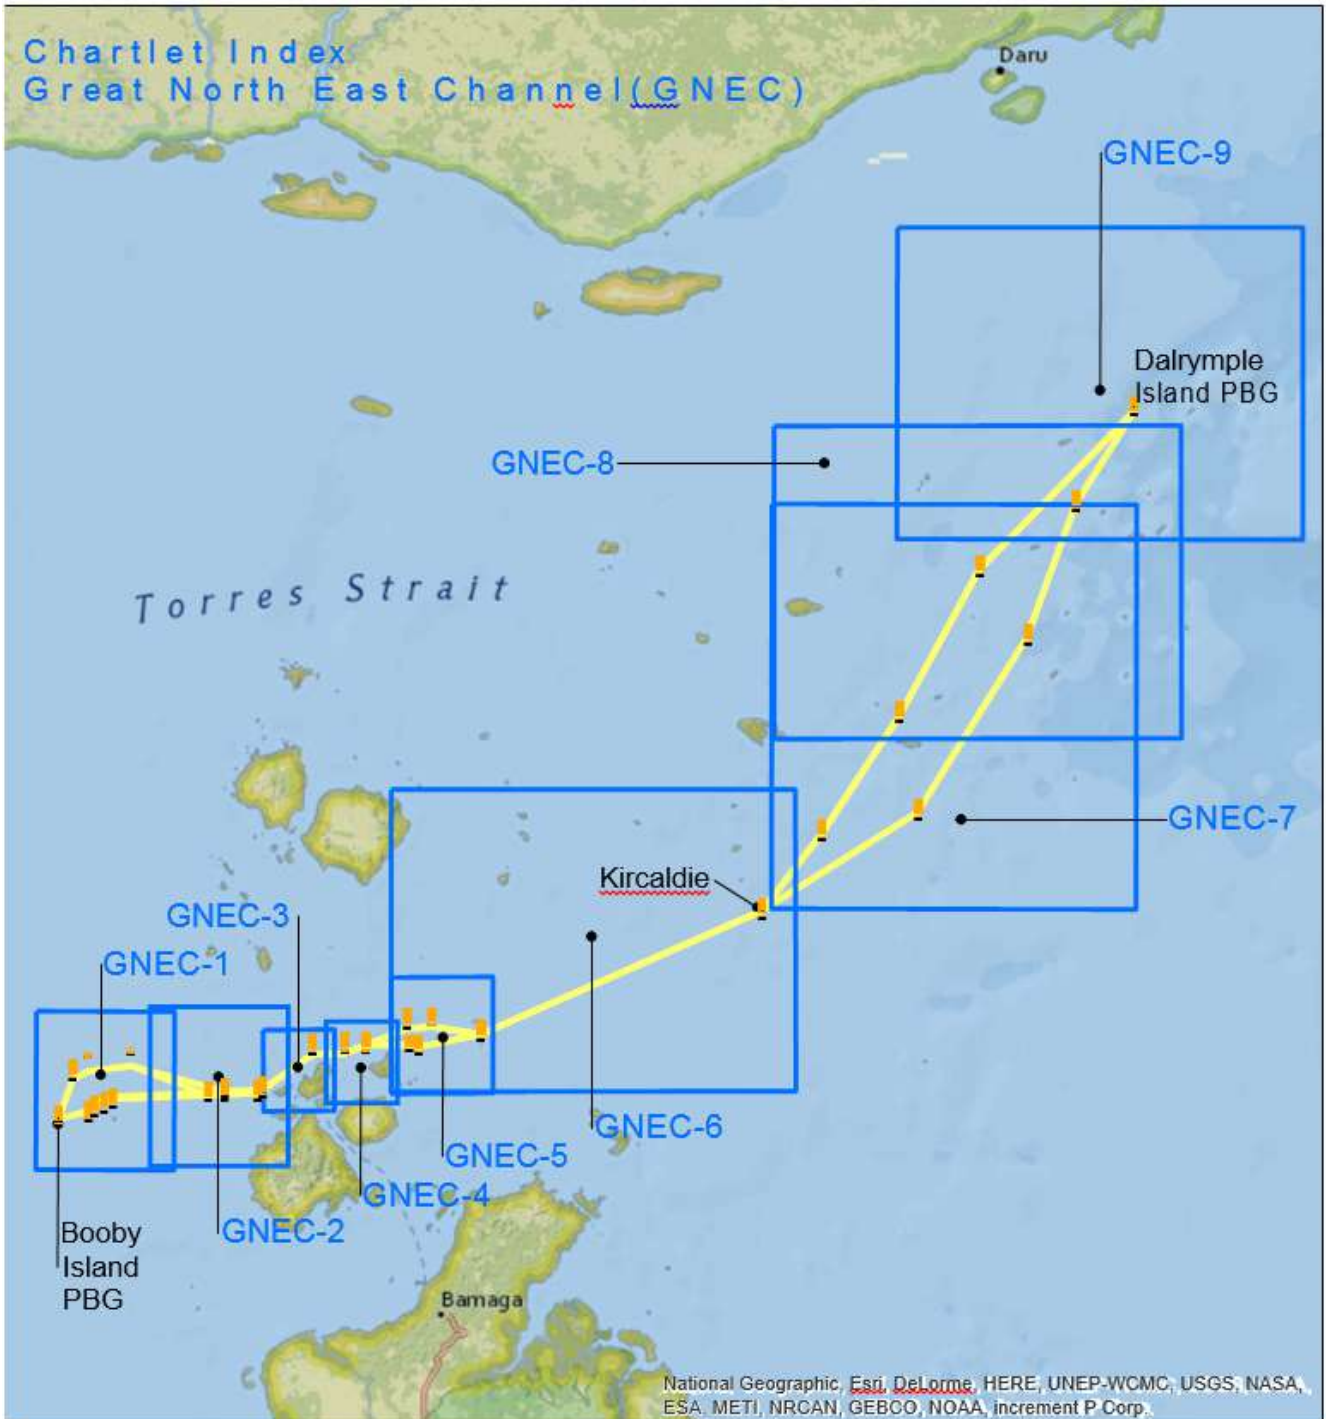 Chartlet Index
Great North East Channel(GNEC)
Daru
GNEC-9
Dalrymple
Island PBG
GNEC-8
Torres Strait
GNEC-7
Kircaldie
GNEC-3
GNEC-1
GNEC-6
GNEC-5
GNEC-4
GNEC-2
Booby
Island
PBG
Bamaga
National Geographic, Esri, DeLorme, HERE, UNEP-WCMC, USGS, NASA,
ESA, METI, NRCAN, GEBCO, NOAA, increment P Corp.